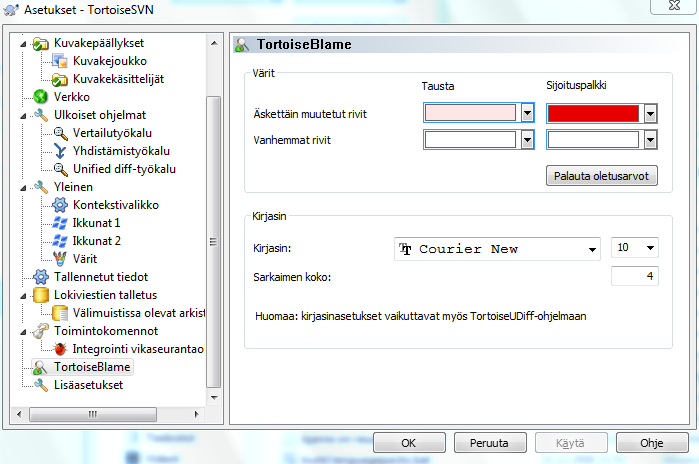 Asetukset - TortoiseSVN
Kuvakepäällykset
Kuvakejoukko
Kuvakekäsittelijät
Verkko
Ulkoiset ohjelmat
Vertailutyökalu
Yhdistämistyökalu
Unified diff-työkalu
Yleinen
Kontekstivalikko
Ikkunat 1
Ikkunat 2
Värit
Tallennetut tiedot
Lokiviestien talletus
Välimuistissa olevat arkist
Toimintokomennot
Integrointi vikaseurantao
TortoiseBlame
Lisäasetukset
TortoiseBlame
Värit
Tausta Sijoituspalkki
Äskettäin muutetut rivit
Vanhemmat rivit
Palauta oletusarvot
Kirjasin
Kirjasin: Courier New 10
Sarkaimen koko: 4
Huomaa: kirjasinasetukset vaikuttavat myös TortoiseUDiff-ohjelmaan
OK Peruuta Käytä Ohje